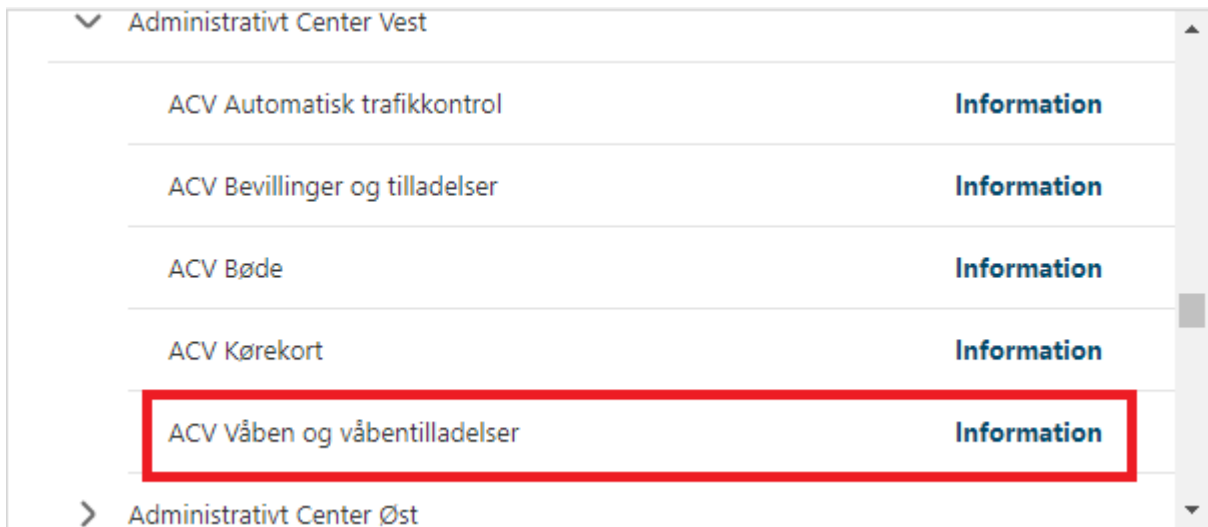 Administrativt Center Vest
ACV Automatisk trafikkontrol Information
ACV Bevillinger og tilladelser Information
ACV Bøde Information
ACV Kørekort Information
ACV Våben og våbentilladelser Information
Administrativt Center Øst